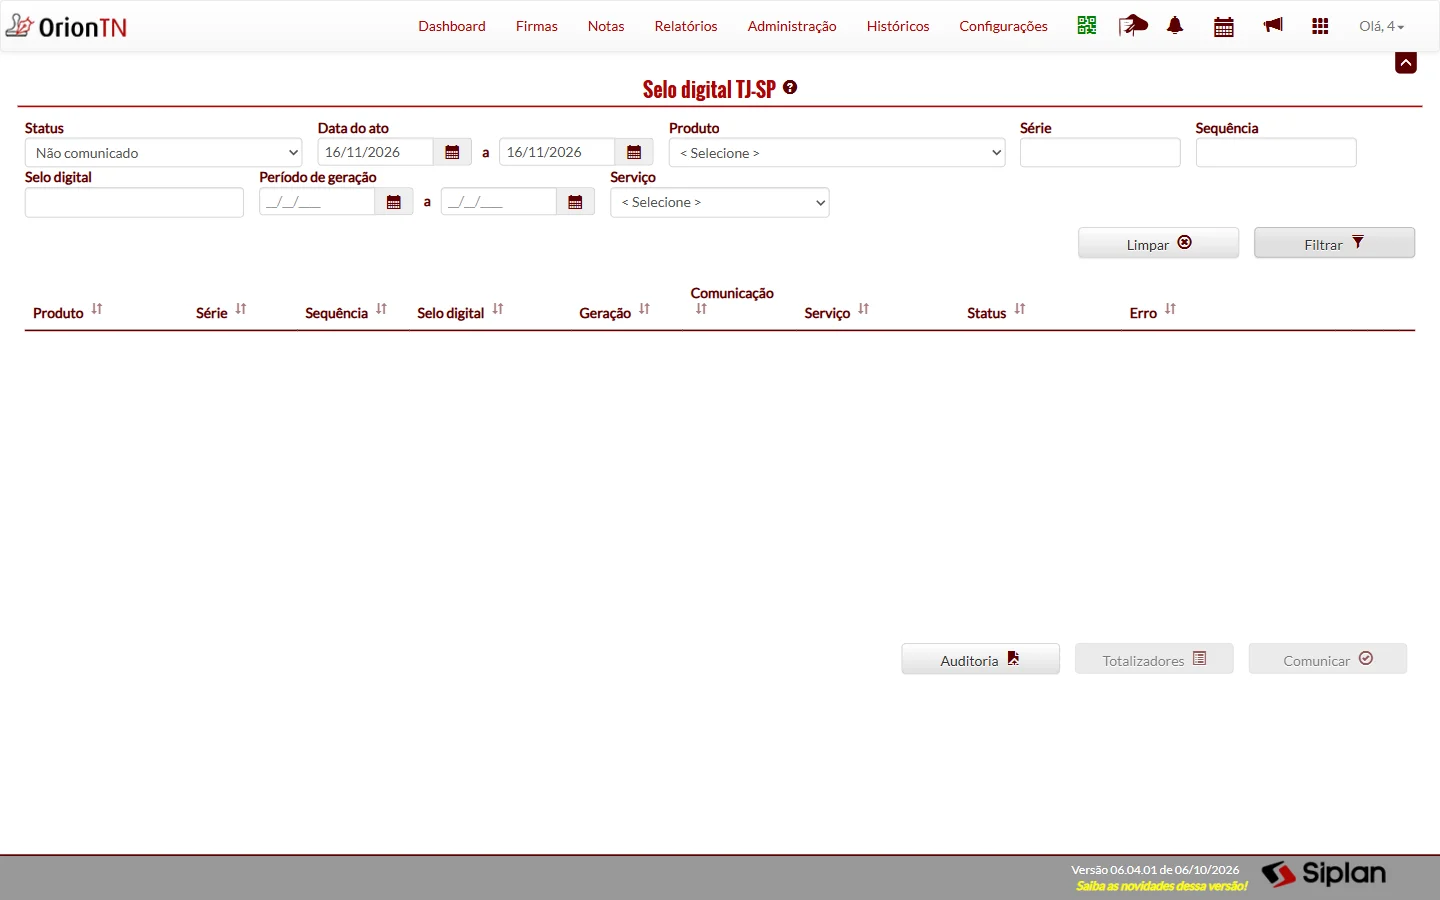 OrionTN Dashboard Firmas Notas Relatórios Administração Históricos Configurações Olá, 4
Selo digital TJ-SP
Status Data do ato Produto Série Sequência
Não comunicado 16/11/2026 a 16/11/2026 < Selecione >
Selo digital Período de geração Serviço
__/__/____ a __/__/____ < Selecione >
Limpar Filtrar
Produto Série Sequência Selo digital Geração Comunicação Serviço Status Erro
Auditoria Totalizadores Comunicar
Versão 06.04.01 de 06/10/2026
Saiba as novidades dessa versão!
Siplan